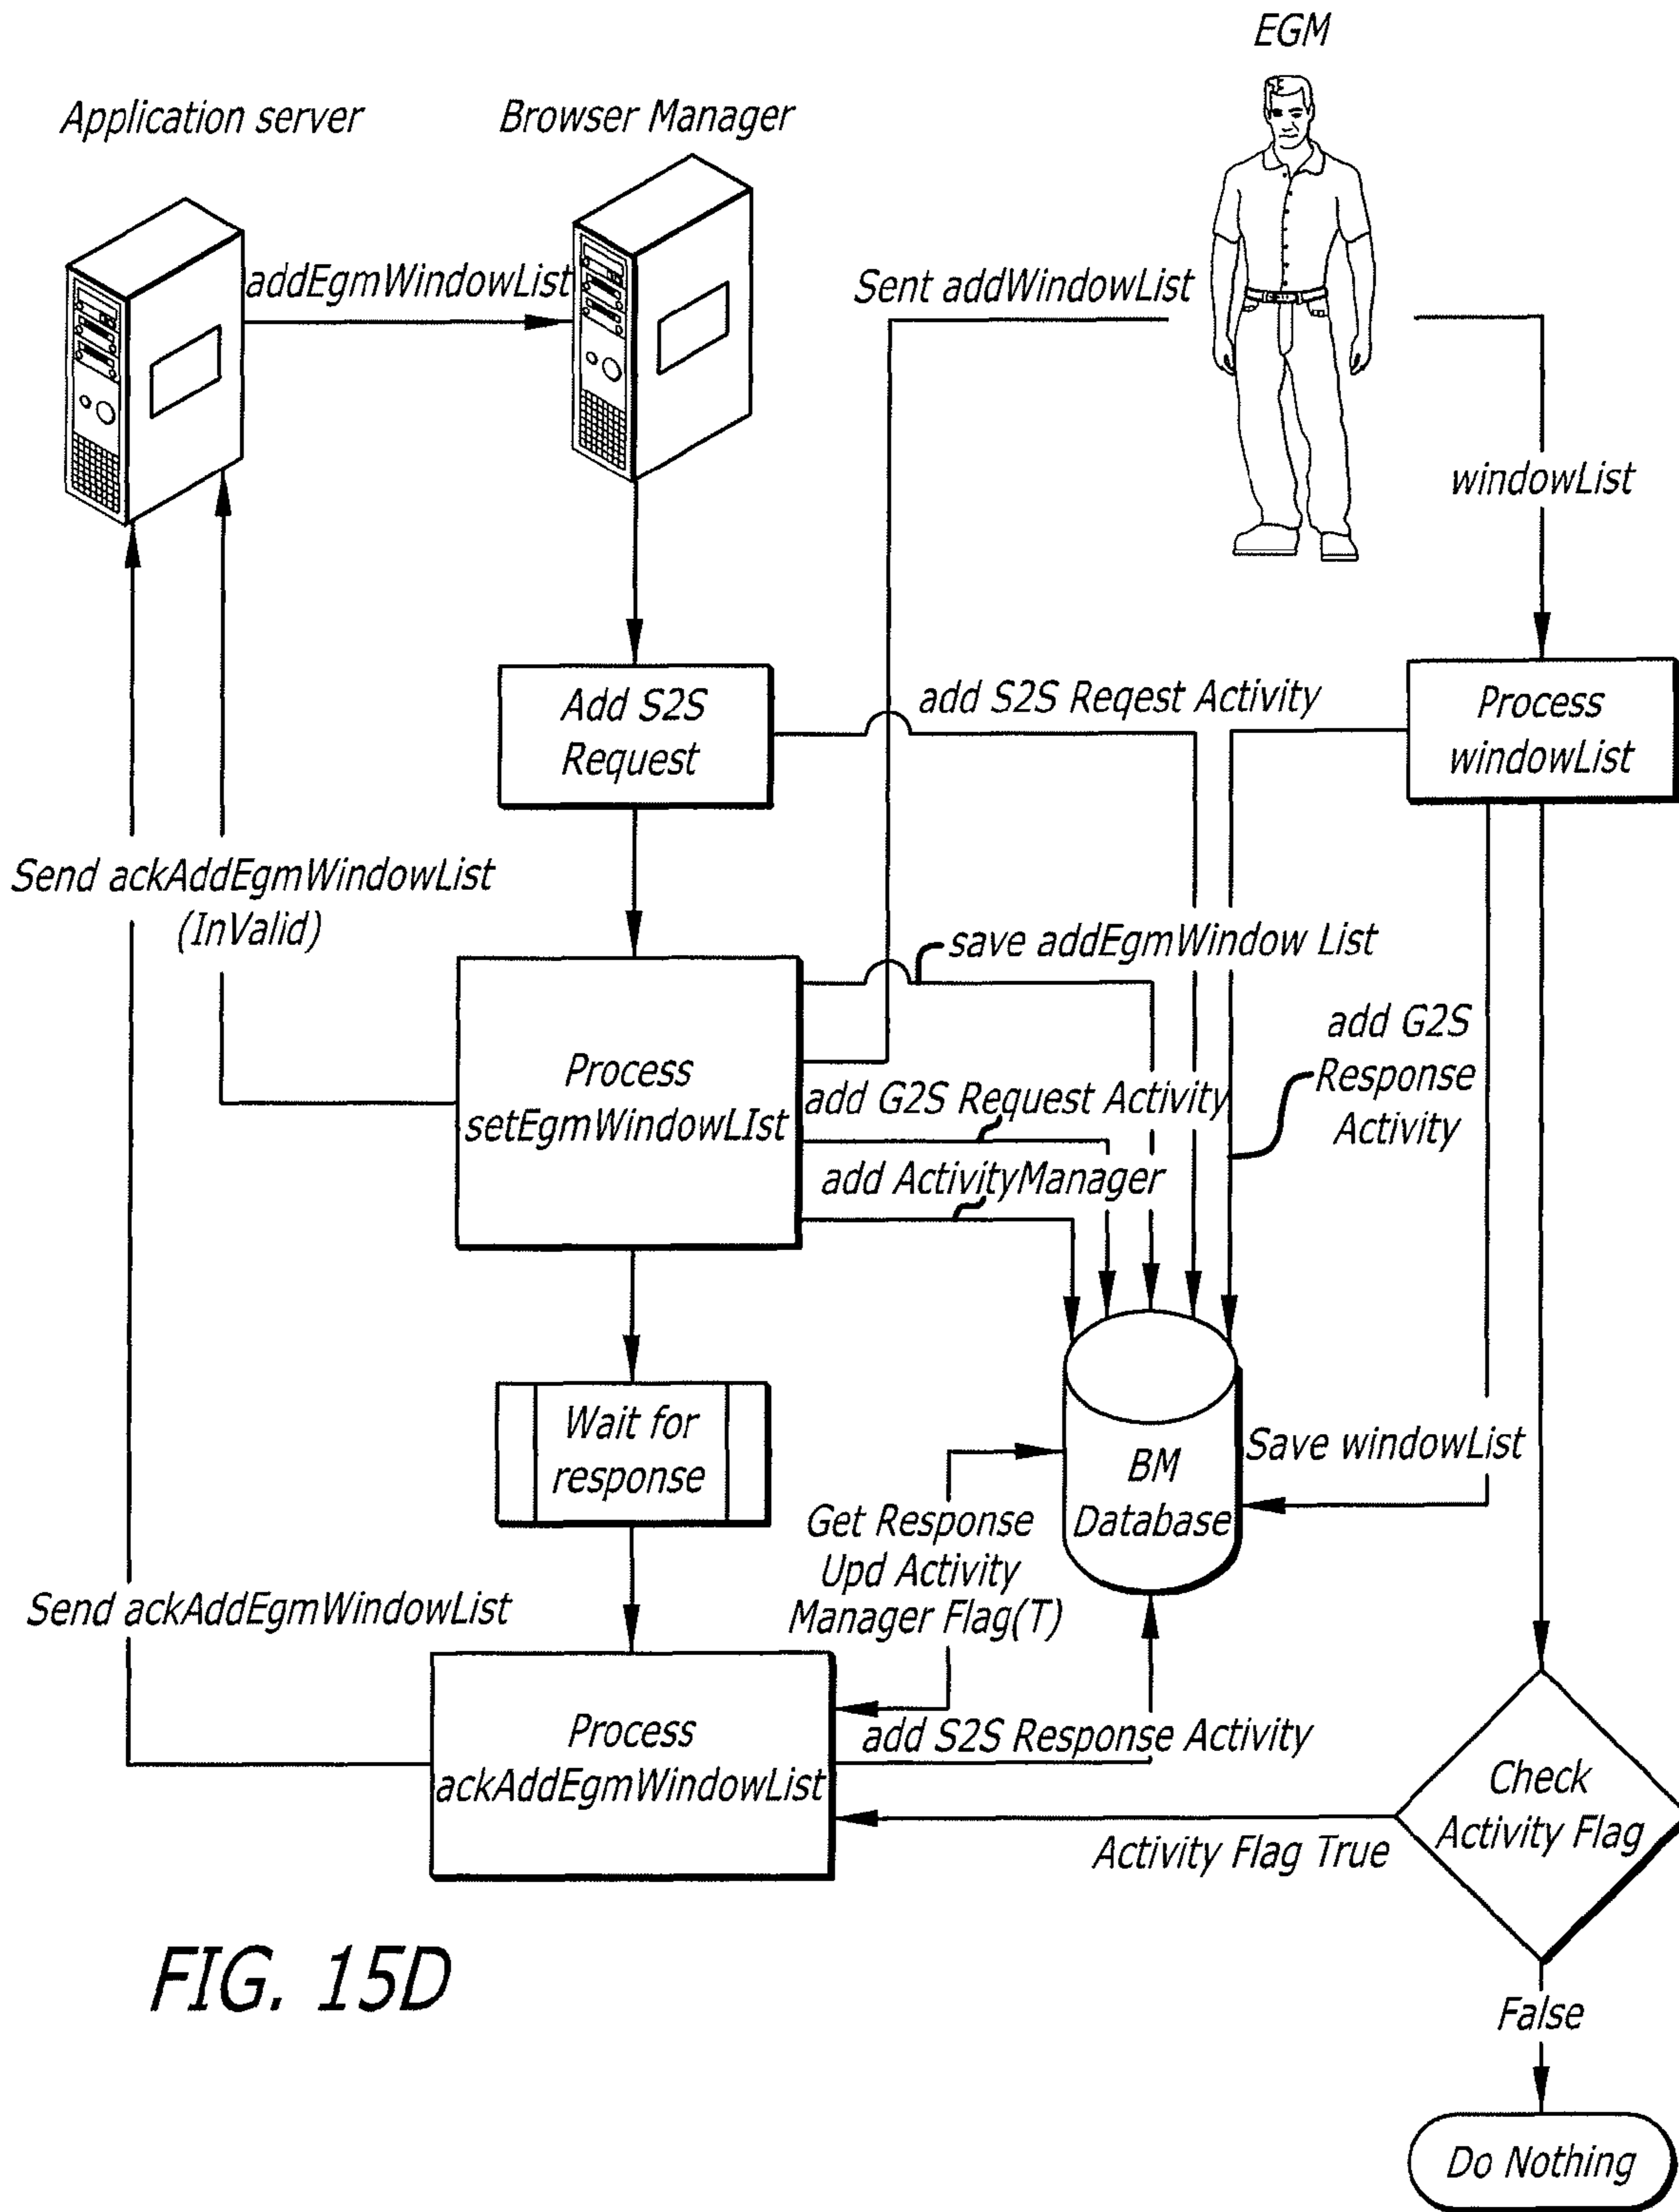 EGM
Application server
Browser Manager
addEgmWindowList
Sent addWindowList
windowList
Add S2S
Request
add S2S Reqest Activity
Process
windowList
Send ackAddEgmWindowList
(InValid)
save addEgmWindow List
Process
setEgmWindowLIst
add G2S
Response
Activity
add G2S Request Activity
add ActivityManager
Wait for
response
BM
Database
Save windowList
Get Response
Upd Activity
Manager Flag(T)
Send ackAddEgmWindowList
Process
ackAddEgmWindowList
add S2S Response Activity
Check
Activity Flag
Activity Flag True
FIG. 15D
False
Do Nothing